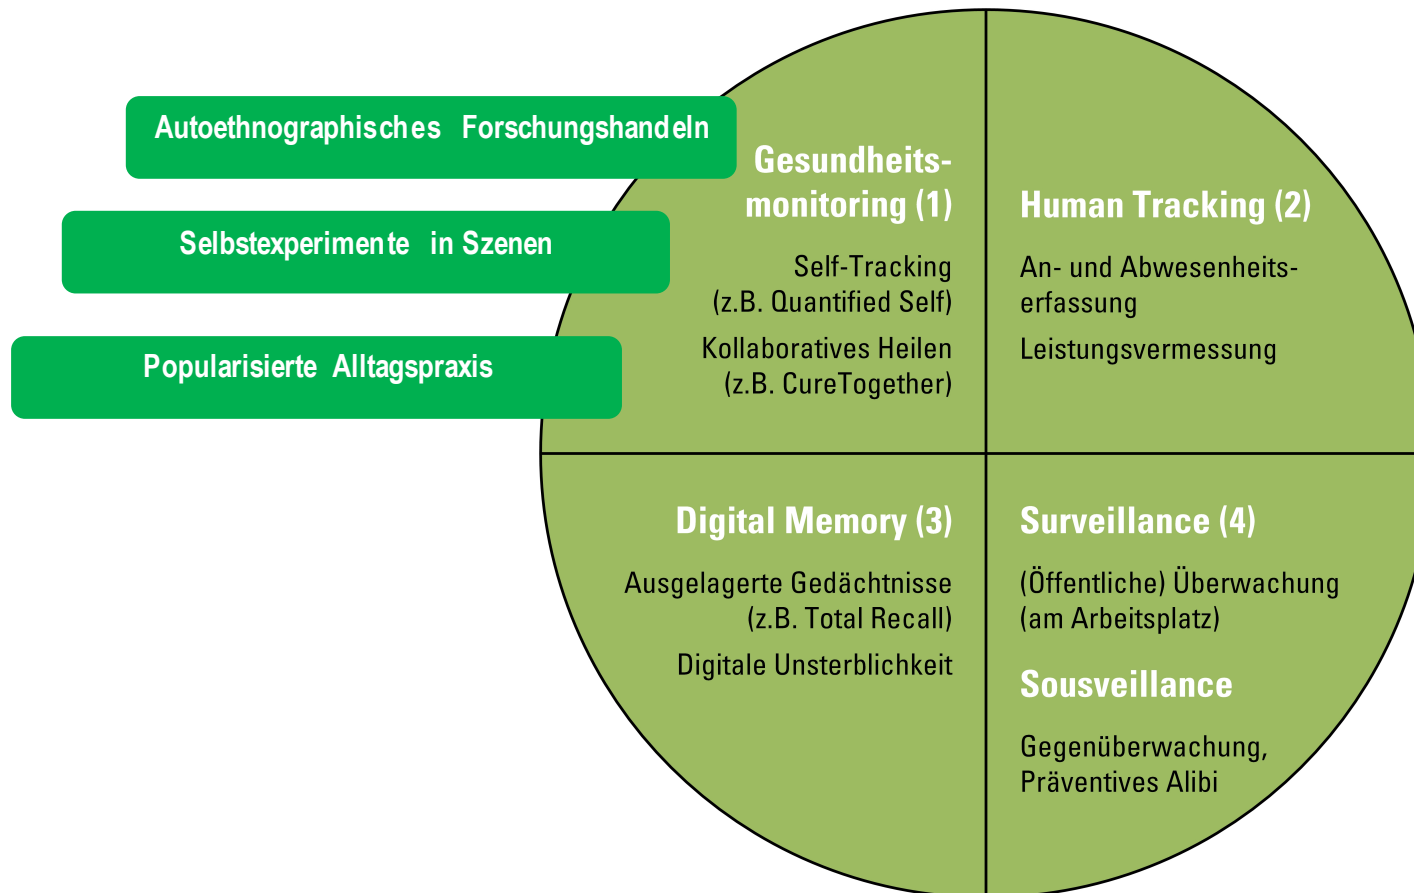 Autoethnographisches Forschungshandeln
Selbstexperimente in Szenen
Popularisierte Alltagspraxis
Gesundheits-
monitoring (1)
Self-Tracking
(z.B. Quantified Self)
Kollaboratives Heilen
(z.B. CureTogether)
Human Tracking (2)
An- und Abwesenheits-
erfassung
Leistungsvermessung
Digital Memory (3)
Ausgelagerte Gedächtnisse
(z.B. Total Recall)
Digitale Unsterblichkeit
Surveillance (4)
(Öffentliche) Überwachung
(am Arbeitsplatz)
Sousveillance
Gegenüberwachung,
Präventives Alibi